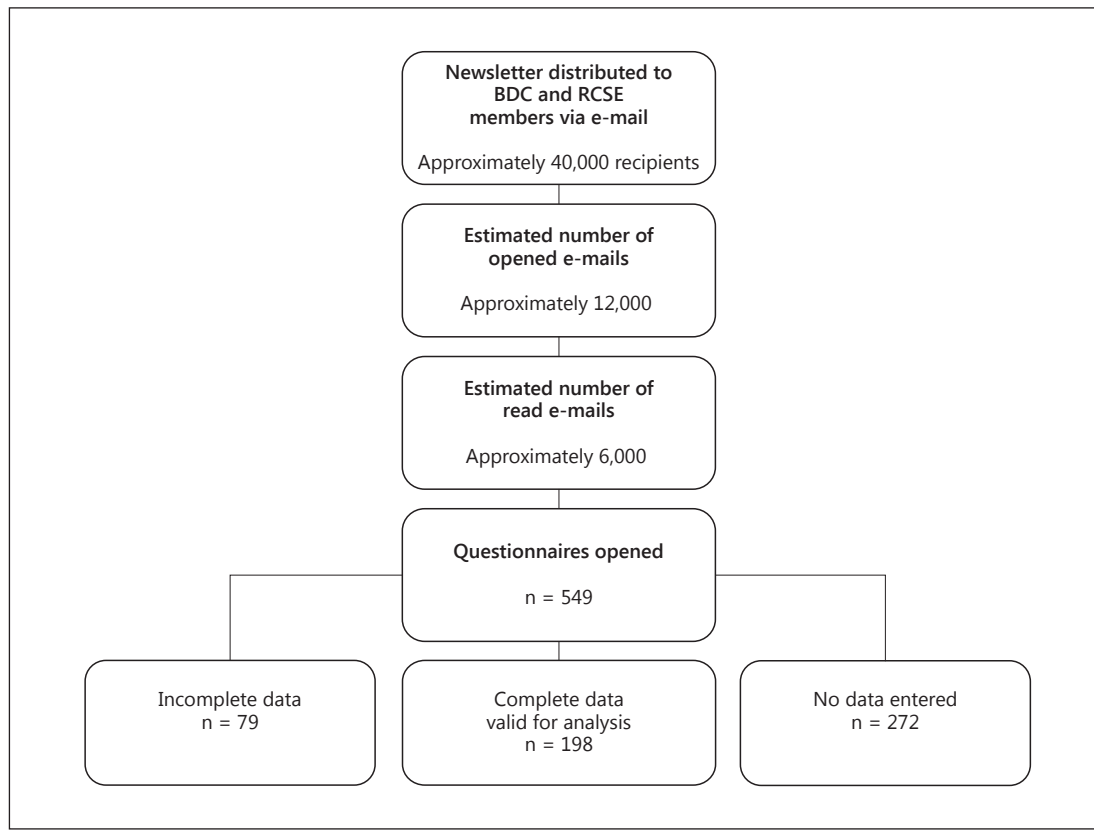 Newsletter distributed to
BDC and RCSE
members via e-mail
Approximately 40,000 recipients
Estimated number of
opened e-mails
Approximately 12,000
Estimated number of
read e-mails
Approximately 6,000
Questionnaires opened
n = 549
Incomplete data
n = 79
Complete data
valid for analysis
n = 198
No data entered
n = 272